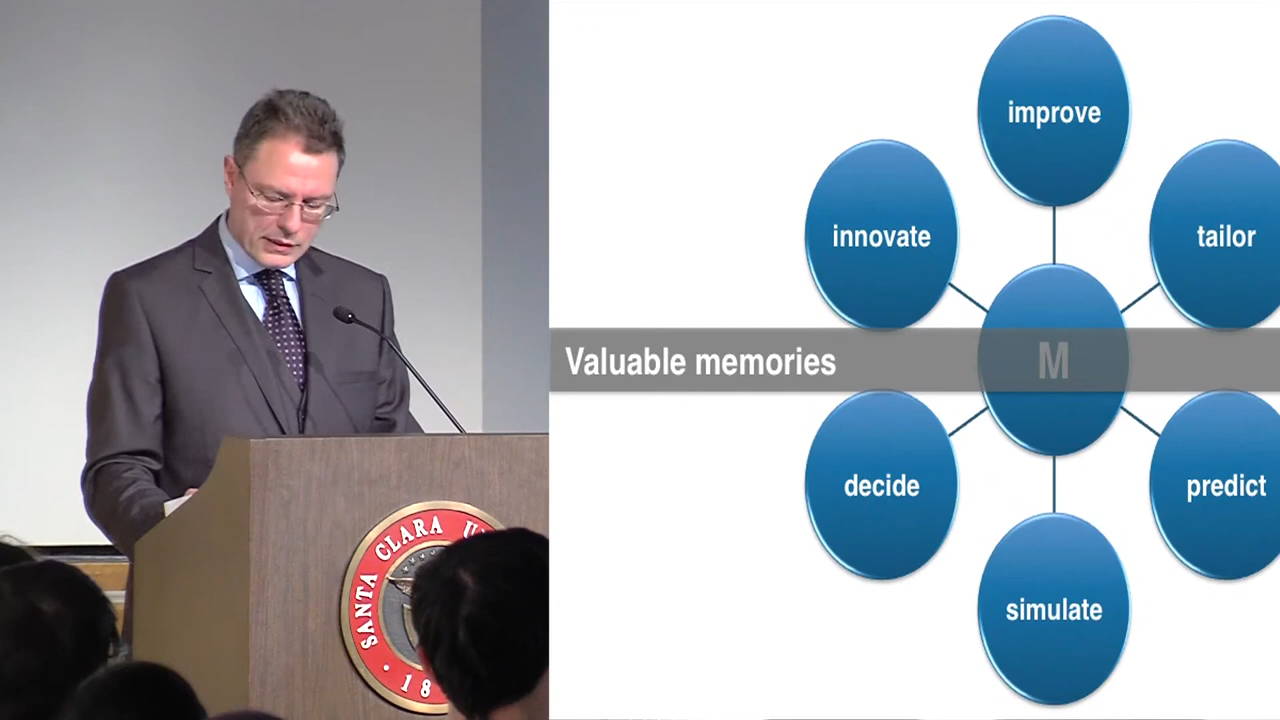 SANTA CLARA
18
improve
innovate
tailor
Valuable memories
M
decide
predict
simulate